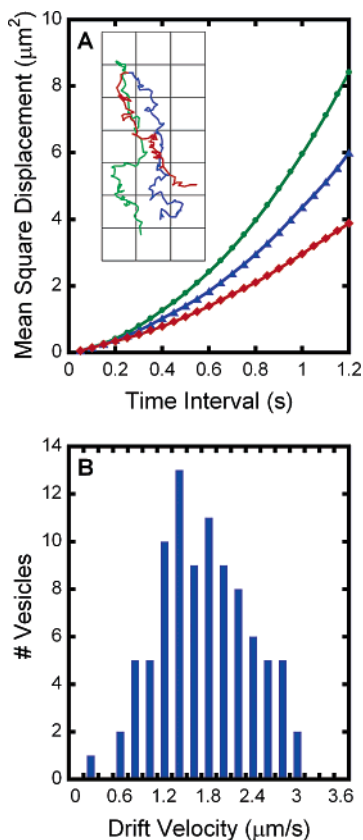 A
Mean Square Displacement (μm²)
10
8
6
4
2
0
0 0.2 0.4 0.6 0.8 1 1.2
Time Interval (s)
B
# Vesicles
14
12
10
8
6
4
2
0
0 0.6 1.2 1.8 2.4 3 3.6
Drift Velocity (μm/s)